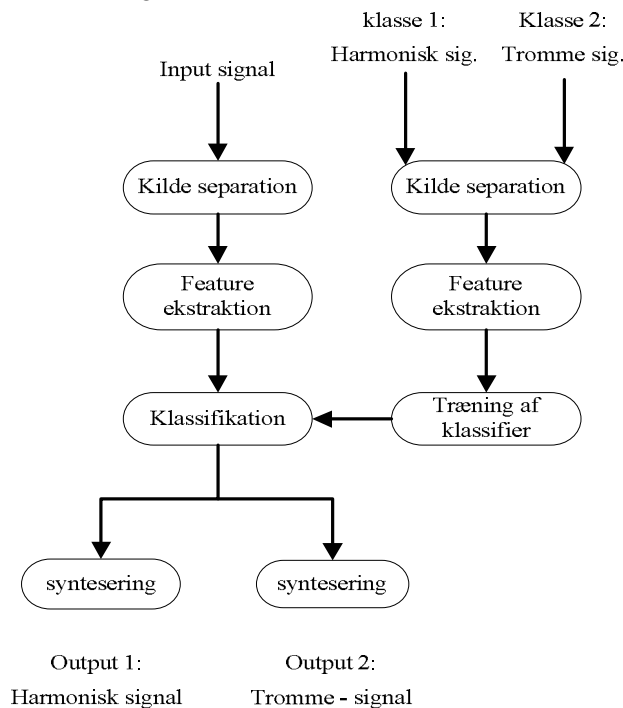 klasse 1:
Klasse 2:
Harmonisk sig.
Tromme sig.
Input signal
Kilde separation
Kilde separation
Feature
ekstraktion
Feature
ekstraktion
Klassifikation
Træning af
klassifier
syntesering
syntesering
Output 1:
Harmonisk signal
Output 2:
Tromme - signal